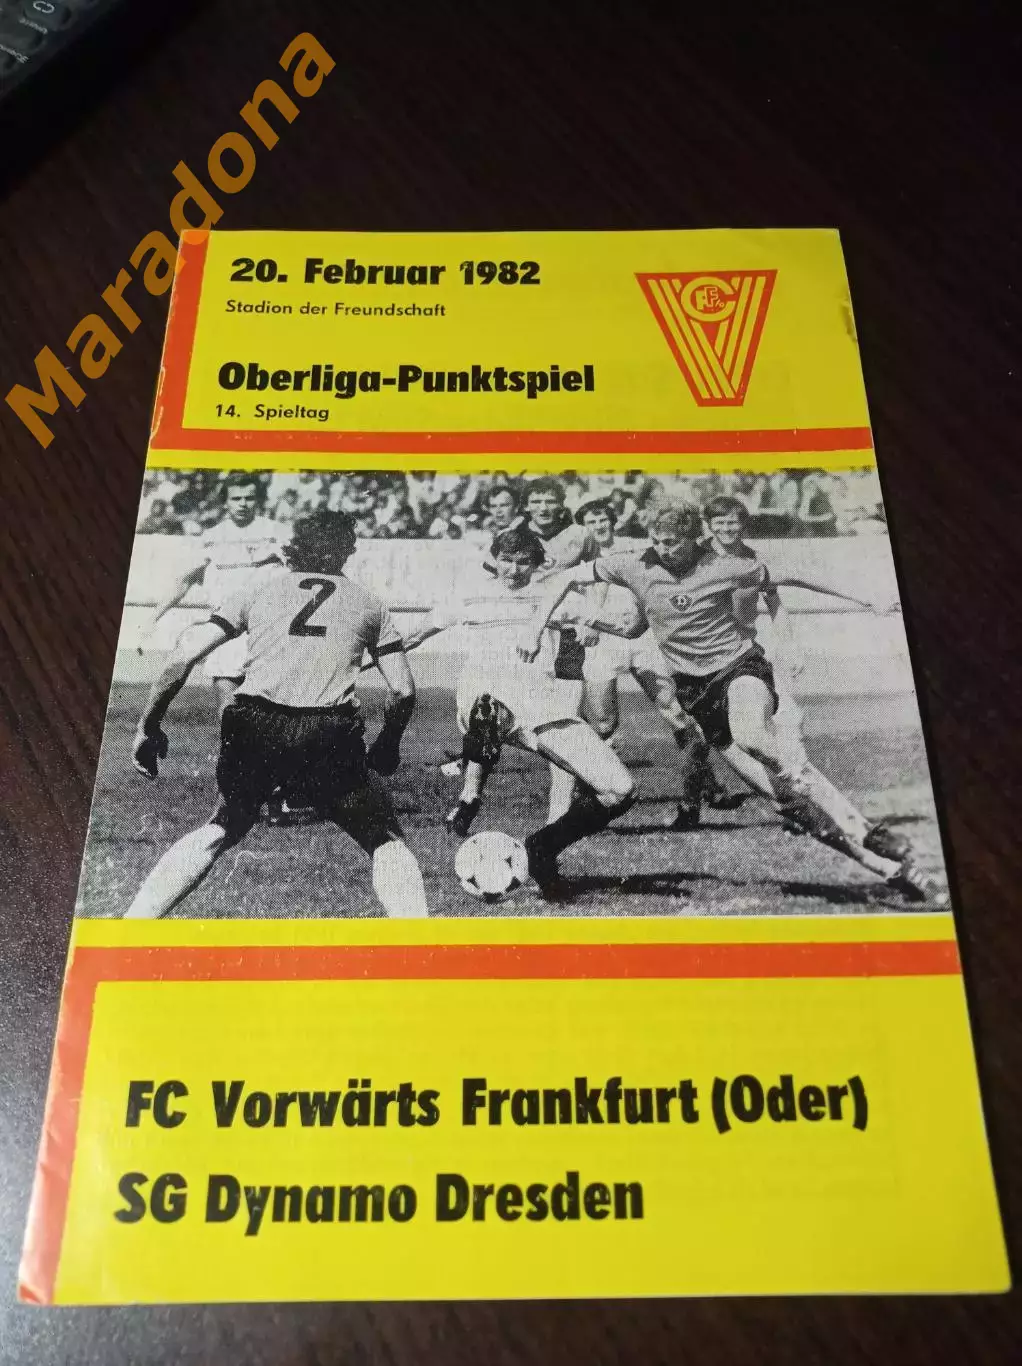 Maradona
20. Februar 1982
Stadion der Freundschaft
Oberliga-Punktspiel
14. Spieltag
2
FC Vorwärts Frankfurt (Oder)
SG Dynamo Dresden